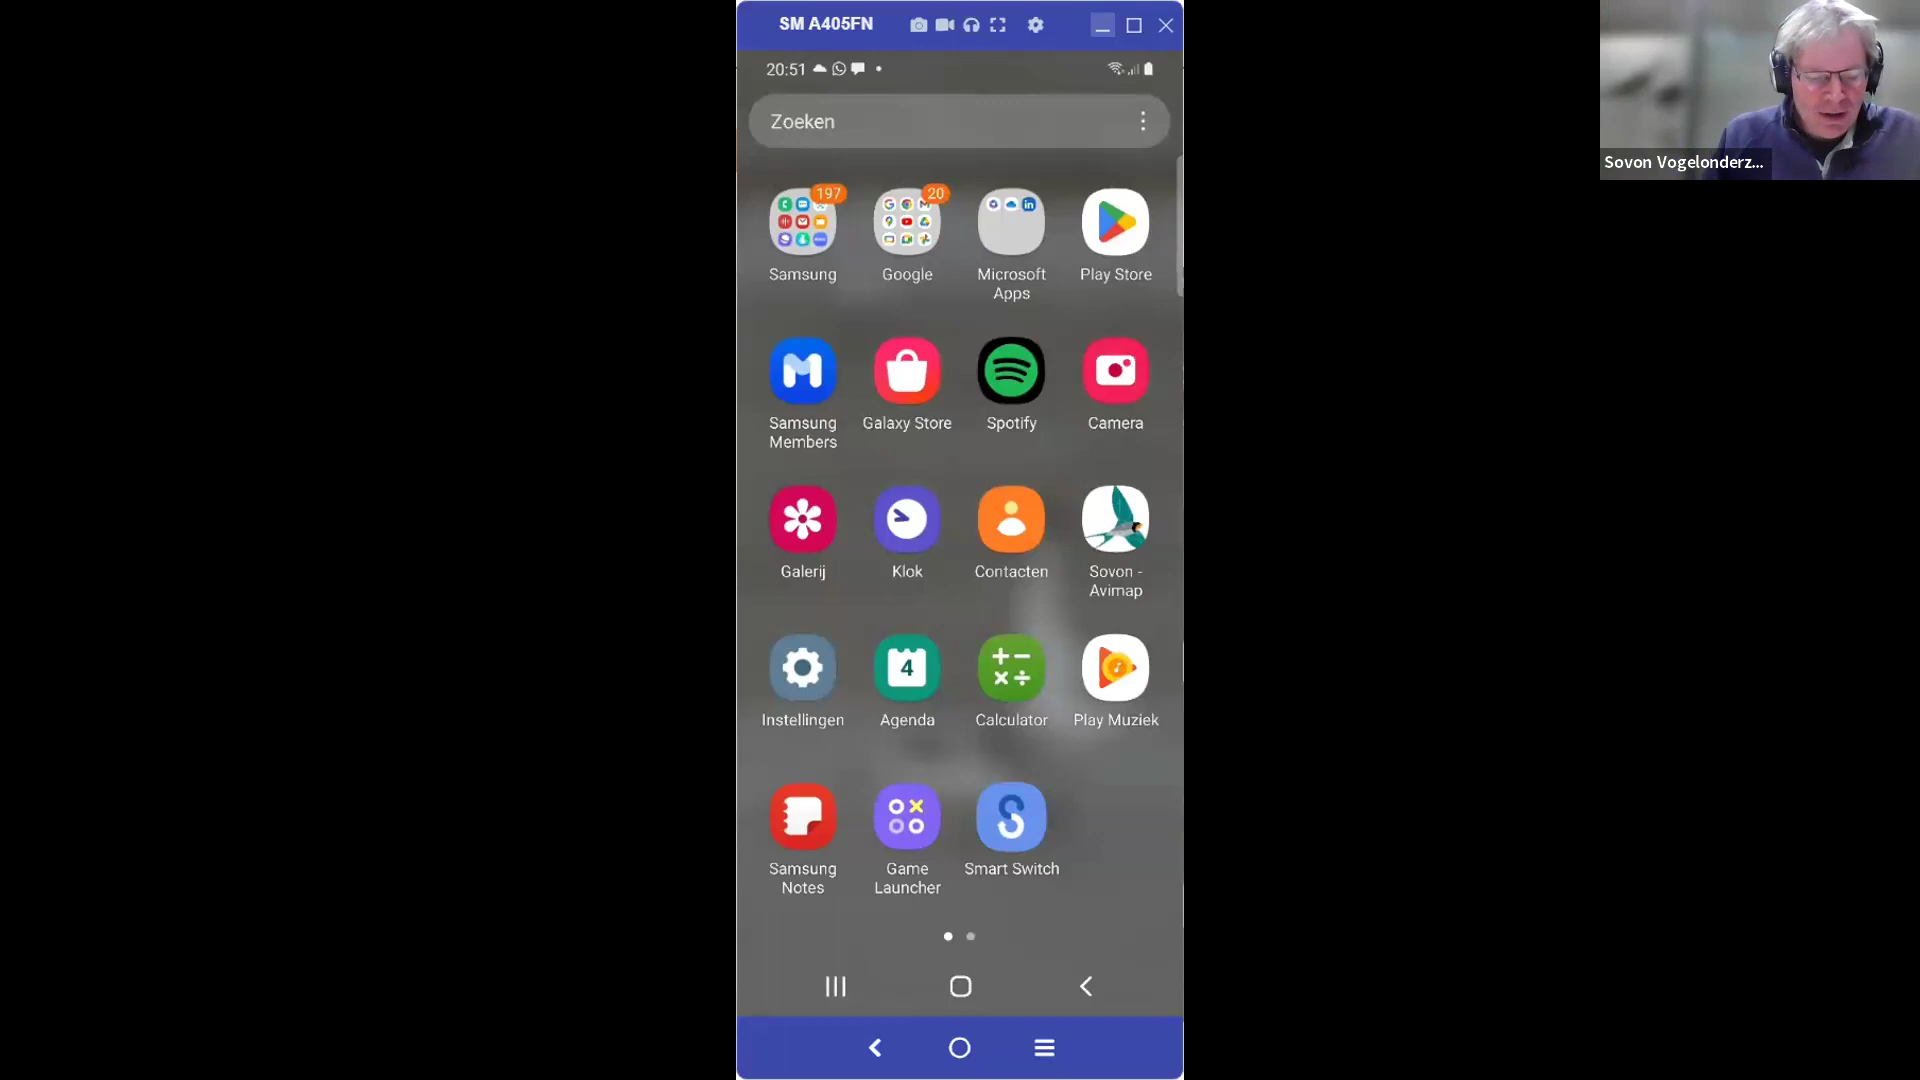 SM A405FN
20:51
Zoeken
197
20
Samsung
Google
Microsoft
Apps
Play Store
Samsung
Members
Galaxy Store
Spotify
Camera
Galerij
Klok
Contacten
Sovon -
Avimap
4
Instellingen
Agenda
Calculator
Play Muziek
Samsung
Notes
Game
Launcher
Smart Switch
Sovon Vogelonderz...